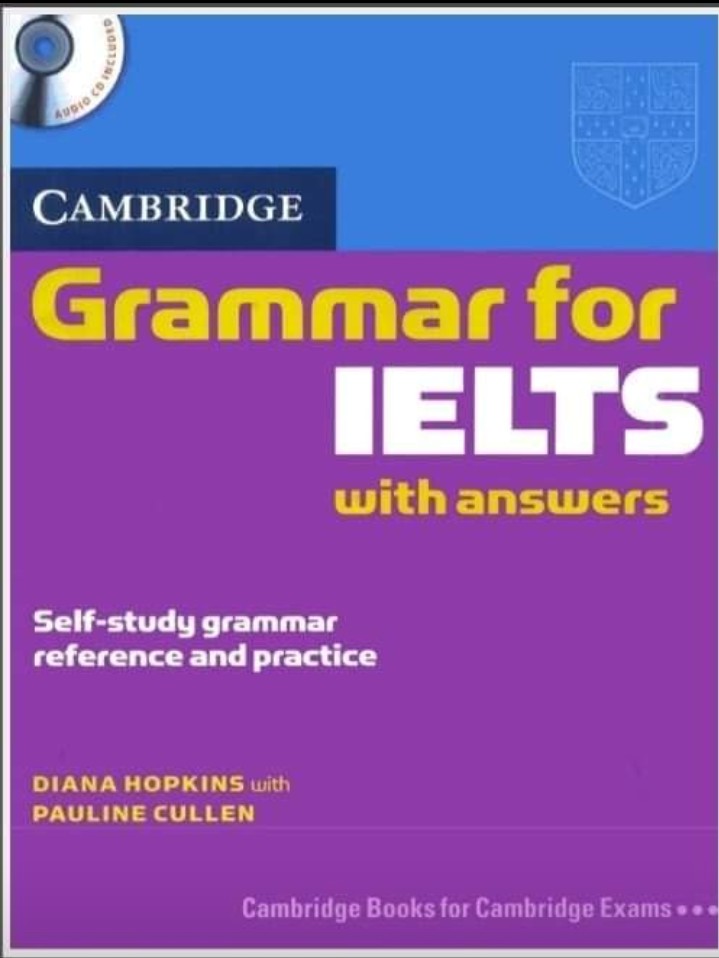 AUDIO CD INCLUDED
CAMBRIDGE
Grammar for
IELTS
with answers
Self-study grammar
reference and practice
DIANA HOPKINS with
PAULINE CULLEN
Cambridge Books for Cambridge Exams •••